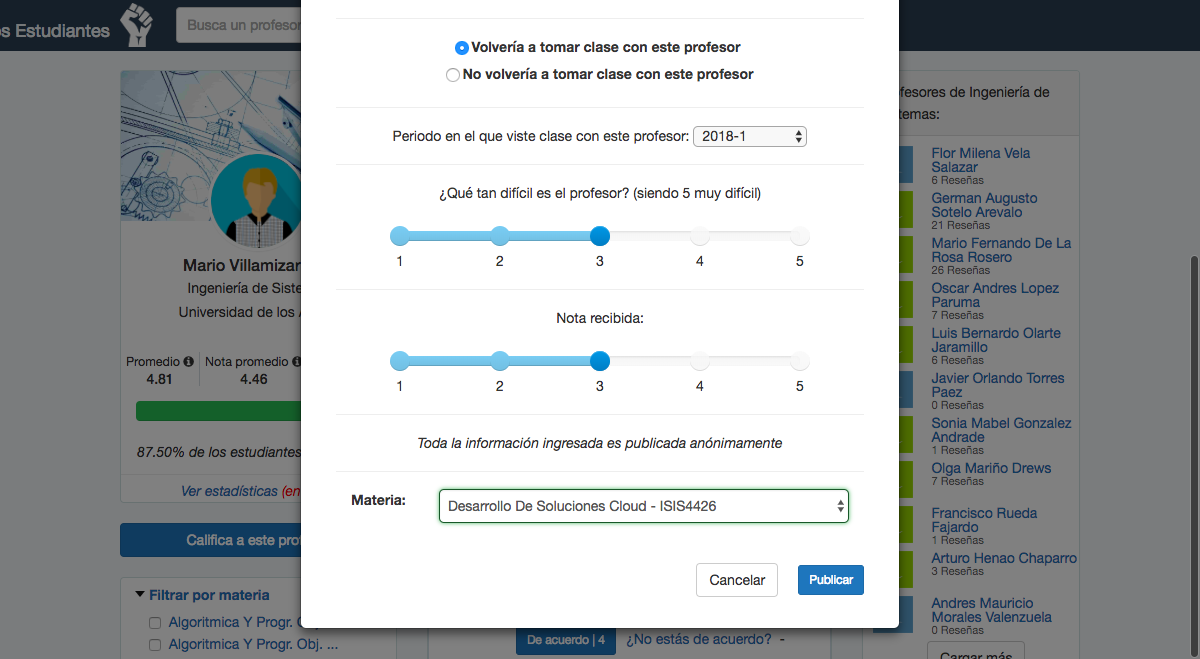 os Estudiantes
Busca un profesor
Volvería a tomar clase con este profesor
No volvería a tomar clase con este profesor
Periodo en el que viste clase con este profesor: 2018-1
¿Qué tan difícil es el profesor? (siendo 5 muy difícil)
1 2 3 4 5
Nota recibida:
1 2 3 4 5
Toda la información ingresada es publicada anónimamente
Materia: Desarrollo De Soluciones Cloud - ISIS4426
Cancelar Publicar
Mario Villamizar
Ingeniería de Siste
Universidad de los
Promedio Nota promedio
4.81 4.46
87.50% de los estudiantes
Ver estadísticas (en
Califica a este prof
Filtrar por materia
Algoritmica Y Progr.
Algoritmica Y Progr. Obj. ...
De acuerdo | 4 ¿No estás de acuerdo? -
ofesores de Ingeniería de
temas:
Flor Milena Vela
Salazar
6 Reseñas
German Augusto
Sotelo Arevalo
21 Reseñas
Mario Fernando De La
Rosa Rosero
26 Reseñas
Oscar Andres Lopez
Paruma
7 Reseñas
Luis Bernardo Olarte
Jaramillo
6 Reseñas
Javier Orlando Torres
Paez
0 Reseñas
Sonia Mabel Gonzalez
Andrade
1 Reseñas
Olga Mariño Drews
7 Reseñas
Francisco Rueda
Fajardo
1 Reseñas
Arturo Henao Chaparro
3 Reseñas
Andres Mauricio
Morales Valenzuela
0 Reseñas
Cargar más